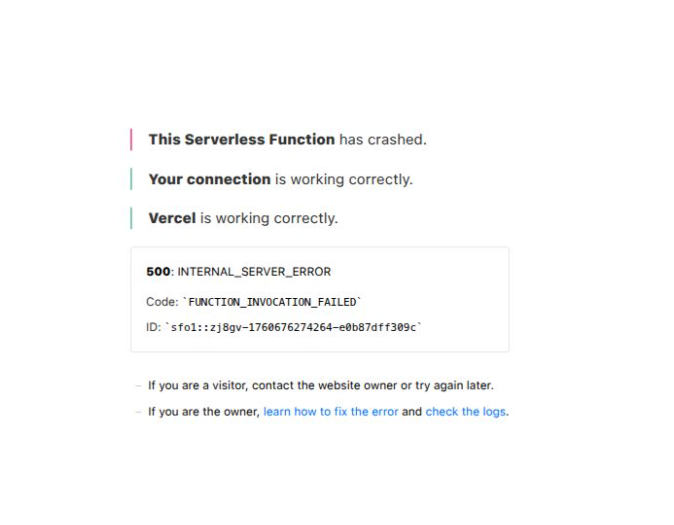 This Serverless Function has crashed.
Your connection is working correctly.
Vercel is working correctly.
500: INTERNAL_SERVER_ERROR
Code: `FUNCTION_INVOCATION_FAILED`
ID: `sfo1::zj8gv-1760676274264-e0b87dff309c`
– If you are a visitor, contact the website owner or try again later.
– If you are the owner, learn how to fix the error and check the logs.